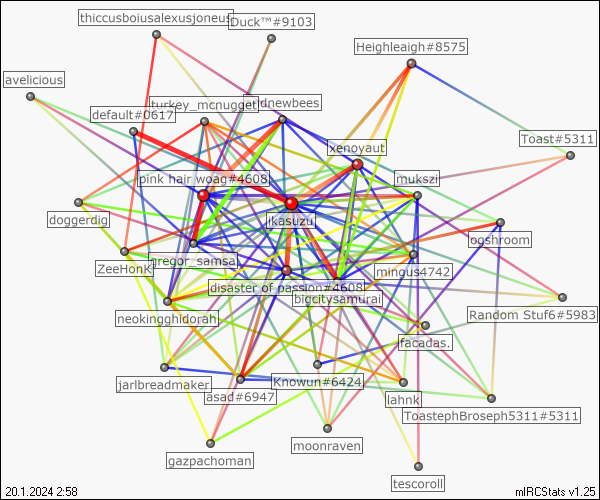 thiccusboiusalexusjoneus
Duck™#9103
Heighleigh#8575
avelicious
turkey_mcnugget
dnewbees
default#0617
Toast#5311
xenoyaut
pink hair woag#4608
mukszi
doggerdig
ikasuzu
ogshroom
gregor_samsa
ZeeHonK
mingus4742
disaster of passion#4608
bigcitysamurai
neokingghidorah
Random Stuf6#5983
facadas.
jarlbreadmaker
Knowun#6424
asad#6947
lahnk
ToastephBroseph5311#5311
moonraven
gazpachoman
tescoroll
20.1.2024 2:58
mIRCStats v1.25